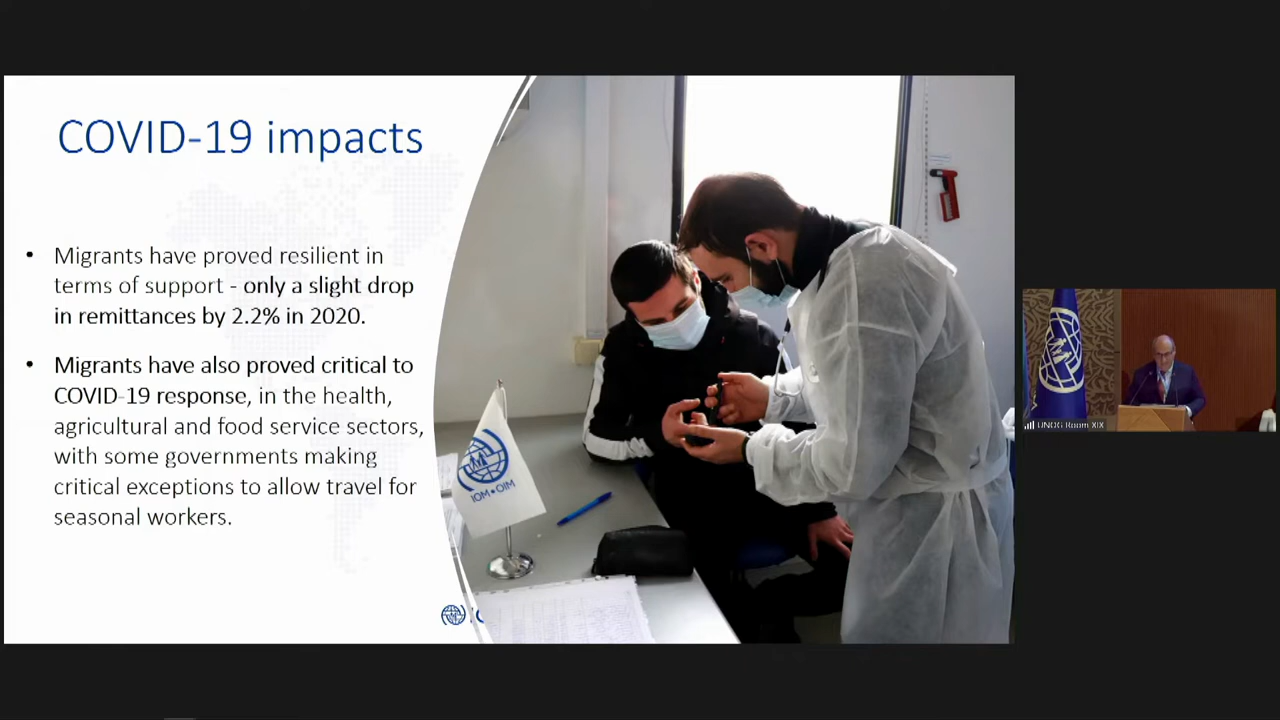 COVID-19 impacts
• Migrants have proved resilient in
terms of support - only a slight drop
in remittances by 2.2% in 2020.
• Migrants have also proved critical to
COVID-19 response, in the health,
agricultural and food service sectors,
with some governments making
critical exceptions to allow travel for
seasonal workers.
IOM•OIM
UNOG Room XIX